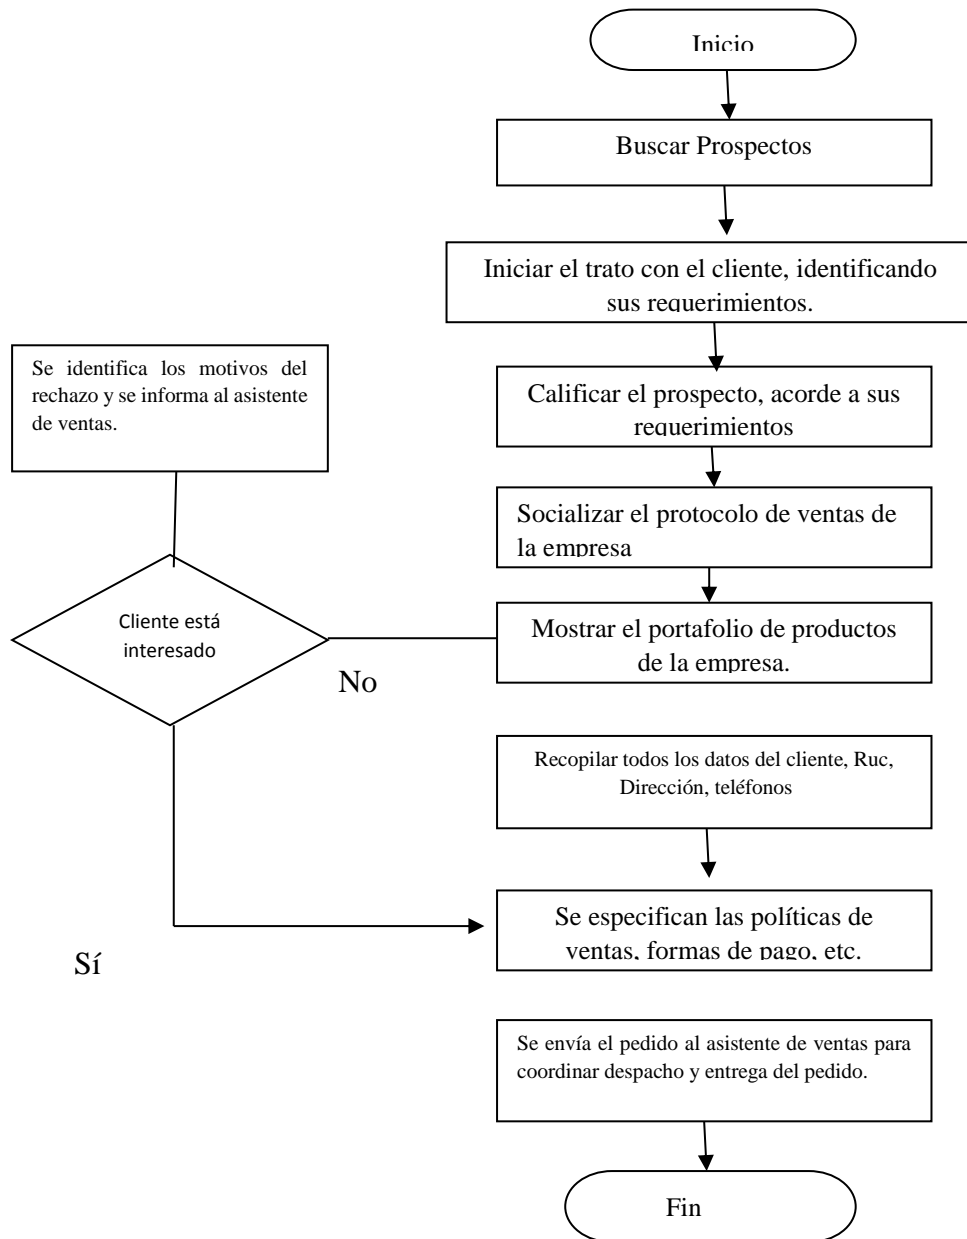 Inicio
Buscar Prospectos
Iniciar el trato con el cliente, identificando
sus requerimientos.
Se identifica los motivos del
rechazo y se informa al asistente
de ventas.
Calificar el prospecto, acorde a sus
requerimientos
Socializar el protocolo de ventas de
la empresa
Cliente está
interesado
Mostrar el portafolio de productos
de la empresa.
No
Recopilar todos los datos del cliente, Ruc,
Dirección, teléfonos
Se especifican las políticas de
ventas, formas de pago, etc.
Sí
Se envía el pedido al asistente de ventas para
coordinar despacho y entrega del pedido.
Fin